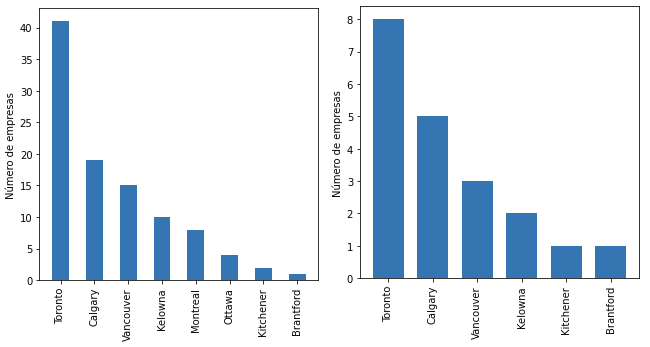 Número de empresas
40
35
30
25
20
15
10
5
0
Toronto
Calgary
Vancouver
Kelowna
Montreal
Ottawa
Kitchener
Brantford
Número de empresas
8
7
6
5
4
3
2
1
0
Toronto
Calgary
Vancouver
Kelowna
Kitchener
Brantford